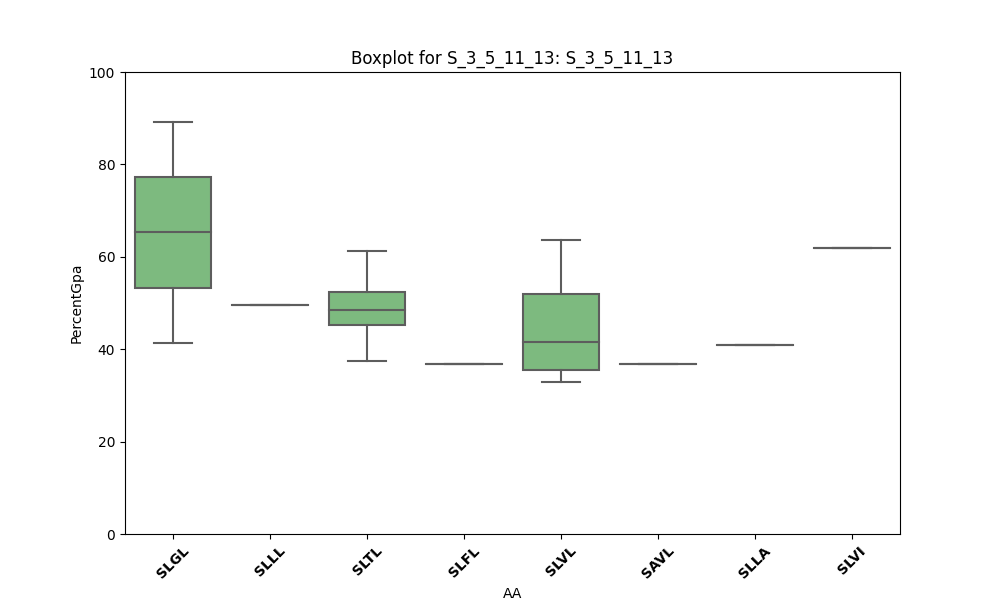 Boxplot for S_3_5_11_13: S_3_5_11_13
100
80
60
40
20
0
PercentGpa
SLGL
SLLL
SLTL
SLFL
SLVL
SAVL
SLLA
SLVI
AA